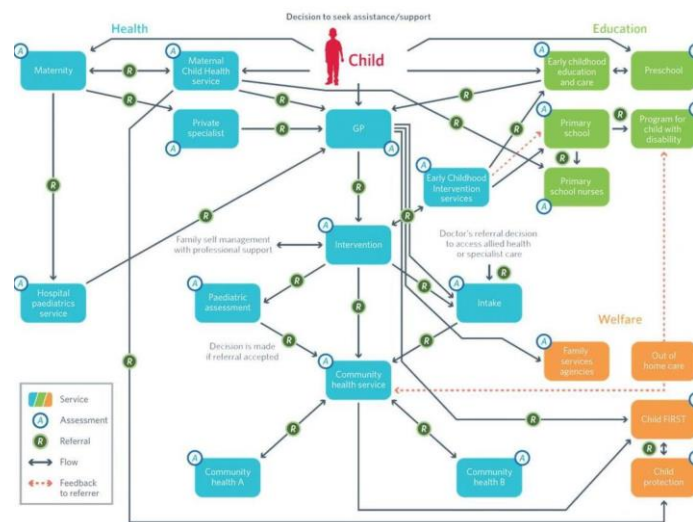 Decision to seek assistance/support
Health
Education
Child
Maternity
Maternal
Child Health
service
Early childhood
education
and care
Preschool
Private
specialist
GP
Primary
school
Program for
child with
disability
Early Childhood
Intervention
services
Primary
school nurses
Family self management
with professional support
Intervention
Doctor's referral decision
to access allied health
or specialist care
Hospital
paediatrics
service
Paediatric
assessment
Intake
Welfare
Decision is made
if referral accepted
Community
health service
Family
services
agencies
Out of
home care
Child FIRST
Community
health A
Community
health B
Child
protection
Service
A Assessment
R Referral
Flow
Feedback
to referrer